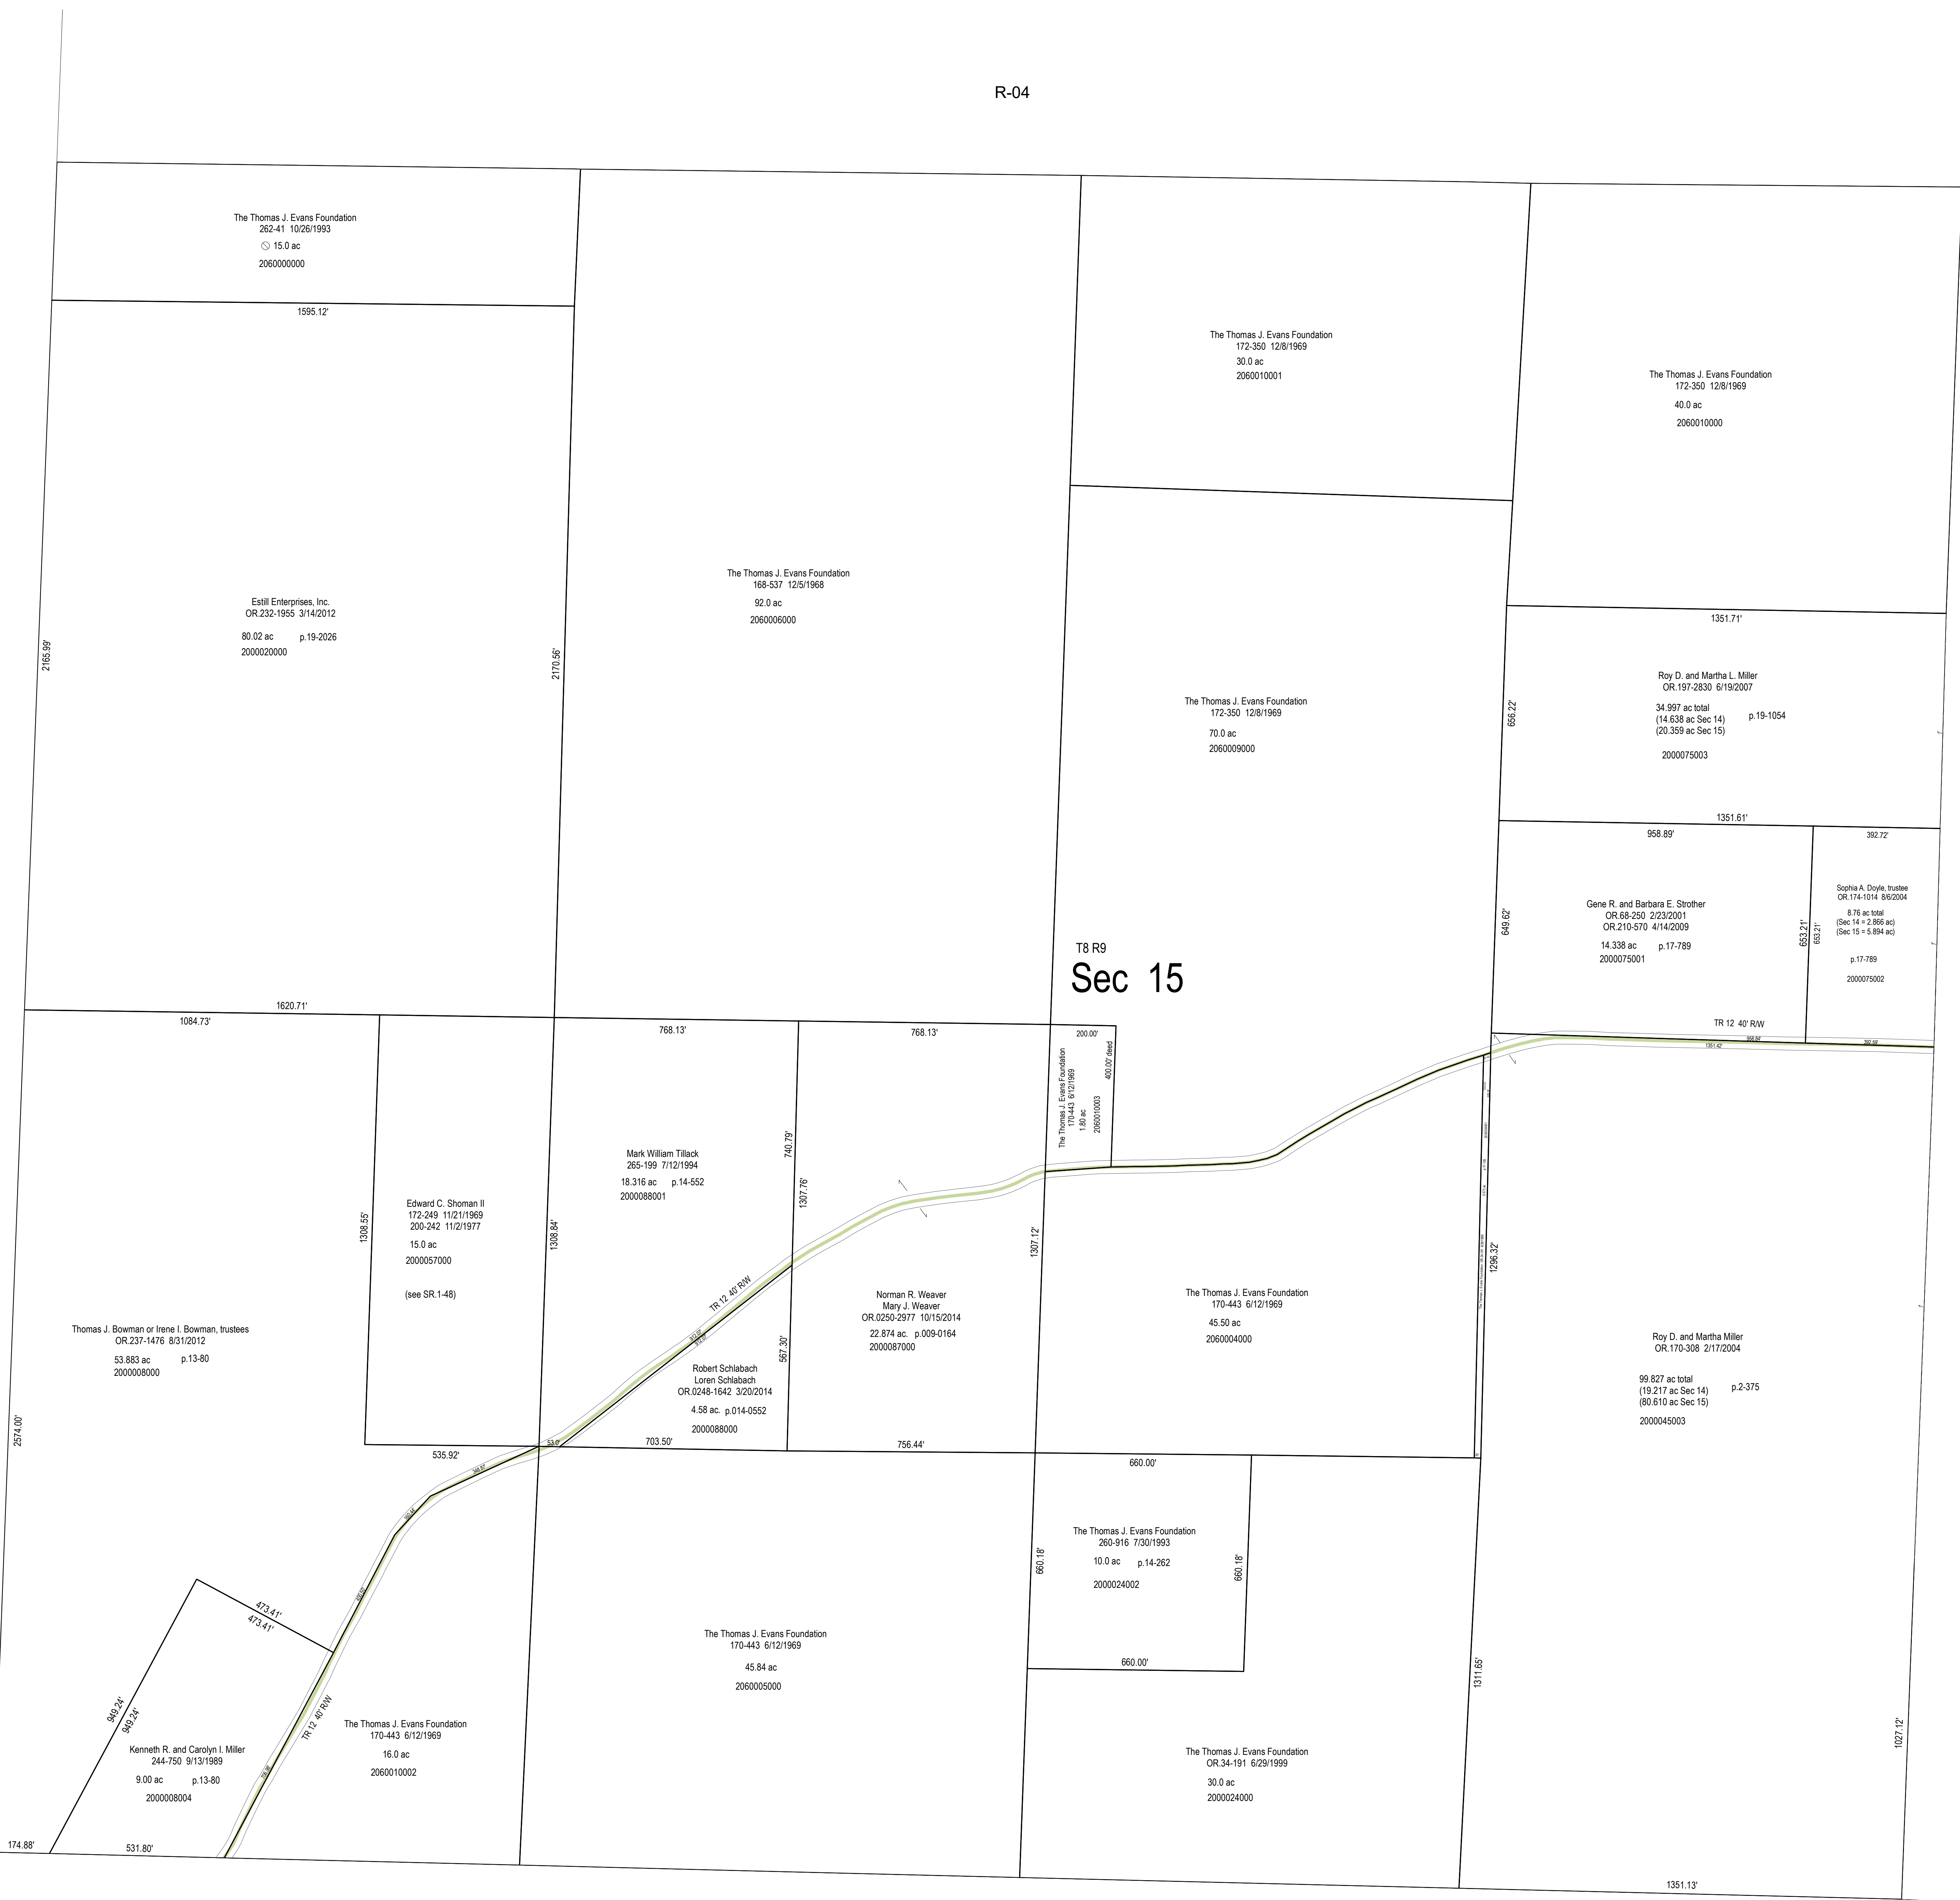 R-04
The Thomas J. Evans Foundation
262-41 10/26/1993
15.0 ac
2060000000
1595.12'
The Thomas J. Evans Foundation
172-350 12/8/1969
30.0 ac
2060010001
The Thomas J. Evans Foundation
172-350 12/8/1969
40.0 ac
2060010000
Estill Enterprises, Inc.
OR.232-1955 3/14/2012
80.02 ac p.19-2026
2000020000
2165.99'
2170.56'
The Thomas J. Evans Foundation
168-537 12/5/1968
92.0 ac
2060006000
The Thomas J. Evans Foundation
172-350 12/8/1969
70.0 ac
2060009000
1351.71'
Roy D. and Martha L. Miller
OR.197-2830 6/19/2007
34.997 ac total
(14.638 ac Sec 14) p.19-1054
(20.359 ac Sec 15)
2000075003
656.22'
1351.61'
958.89'
392.72'
Gene R. and Barbara E. Strother
OR.68-250 2/23/2001
OR.210-570 4/14/2009
14.338 ac p.17-789
2000075001
649.62'
653.21'
653.21'
Sophia A. Doyle, trustee
OR.174-1014 8/6/2004
8.76 ac total
(Sec 14 = 2.866 ac)
(Sec 15 = 5.894 ac)
p.17-789
2000075002
T8 R9
Sec 15
1620.71'
1084.73'
768.13'
768.13'
200.00'
400.00' deed
The Thomas J. Evans Foundation
170-443 6/12/1969
1.80 ac
2060010003
TR 12 40' R/W
958.84'
1351.42'
392.58'
Mark William Tillack
265-199 7/12/1994
18.316 ac p.14-552
2000088001
740.79'
1307.76'
Edward C. Shoman II
172-249 11/21/1969
200-242 11/2/1977
15.0 ac
2000057000
(see SR.1-48)
1308.55'
1308.84'
1307.12'
1296.32'
TR 12 40' R/W
Norman R. Weaver
Mary J. Weaver
OR.0250-2977 10/15/2014
22.874 ac. p.009-0164
2000087000
567.30'
The Thomas J. Evans Foundation
170-443 6/12/1969
45.50 ac
2060004000
Thomas J. Bowman or Irene I. Bowman, trustees
OR.237-1476 8/31/2012
53.883 ac p.13-80
2000008000
Robert Schlabach
Loren Schlabach
OR.0248-1642 3/20/2014
4.58 ac. p.014-0552
2000088000
Roy D. and Martha Miller
OR.170-308 2/17/2004
99.827 ac total
(19.217 ac Sec 14) p.2-375
(80.610 ac Sec 15)
2000045003
2574.00'
535.92'
703.50'
756.44'
660.00'
The Thomas J. Evans Foundation
260-916 7/30/1993
10.0 ac p.14-262
2000024002
660.18'
660.18'
660.00'
473.41'
473.41'
949.24'
949.24'
The Thomas J. Evans Foundation
170-443 6/12/1969
45.84 ac
2060005000
1311.65'
1027.12'
TR 12 40' R/W
The Thomas J. Evans Foundation
170-443 6/12/1969
16.0 ac
2060010002
Kenneth R. and Carolyn I. Miller
244-750 9/13/1989
9.00 ac p.13-80
2000008004
The Thomas J. Evans Foundation
OR.34-191 6/29/1999
30.0 ac
2000024000
174.88'
531.80'
1351.13'